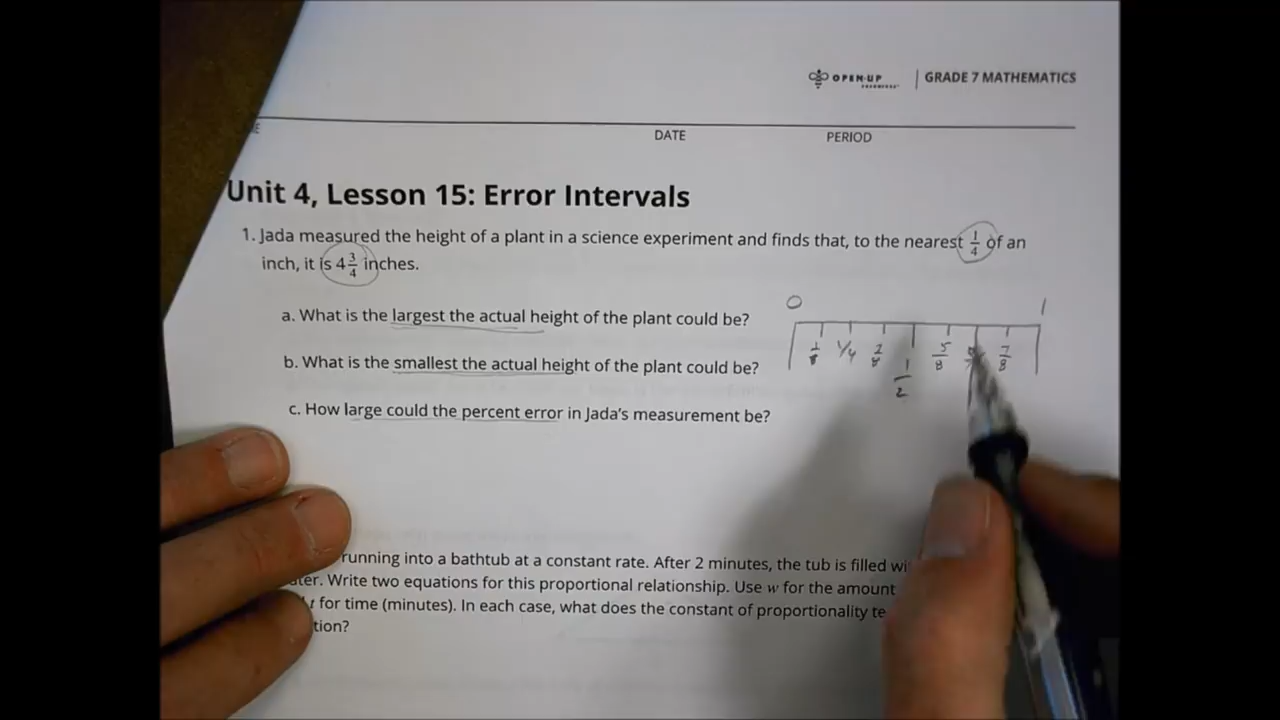 OPEN-UP
GRADE 7 MATHEMATICS
DATE PERIOD
Unit 4, Lesson 15: Error Intervals
1. Jada measured the height of a plant in a science experiment and finds that, to the nearest 1/4 of an
inch, it is 4 3/4 inches.
0 1
a. What is the largest the actual height of the plant could be?
1/8 1/4 1/2 5/8 7/8
b. What is the smallest the actual height of the plant could be?
c. How large could the percent error in Jada's measurement be?
running into a bathtub at a constant rate. After 2 minutes, the tub is filled
Write two equations for this proportional relationship. Use w for the amount
t for time (minutes). In each case, what does the constant of proportionality